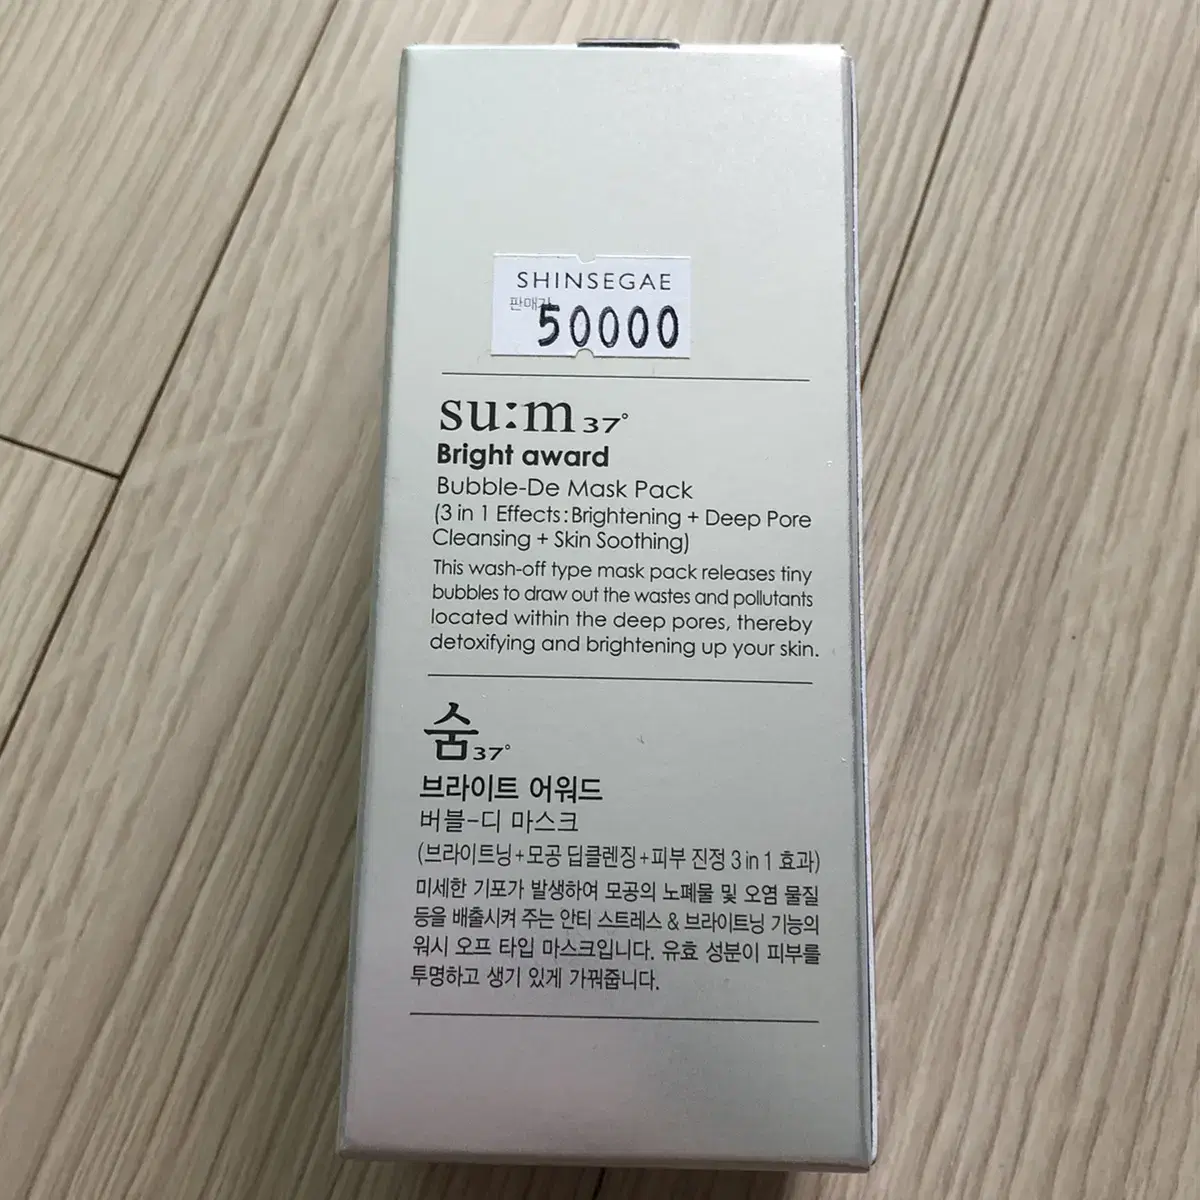 SHINSEGAE
판매가
50000
su:m37°
Bright award
Bubble-De Mask Pack
(3 in 1 Effects:Brightening + Deep Pore
Cleansing + Skin Soothing)
This wash-off type mask pack releases tiny
bubbles to draw out the wastes and pollutants
located within the deep pores, thereby
detoxifying and brightening up your skin.
숨37°
브라이트 어워드
버블-디 마스크
(브라이트닝+모공 딥클렌징+피부 진정 3 in 1 효과)
미세한 기포가 발생하여 모공의 노폐물 및 오염 물질
등을 배출시켜 주는 안티 스트레스 & 브라이트닝 기능의
워시 오프 타입 마스크입니다. 유효 성분이 피부를
투명하고 생기 있게 가꿔줍니다.